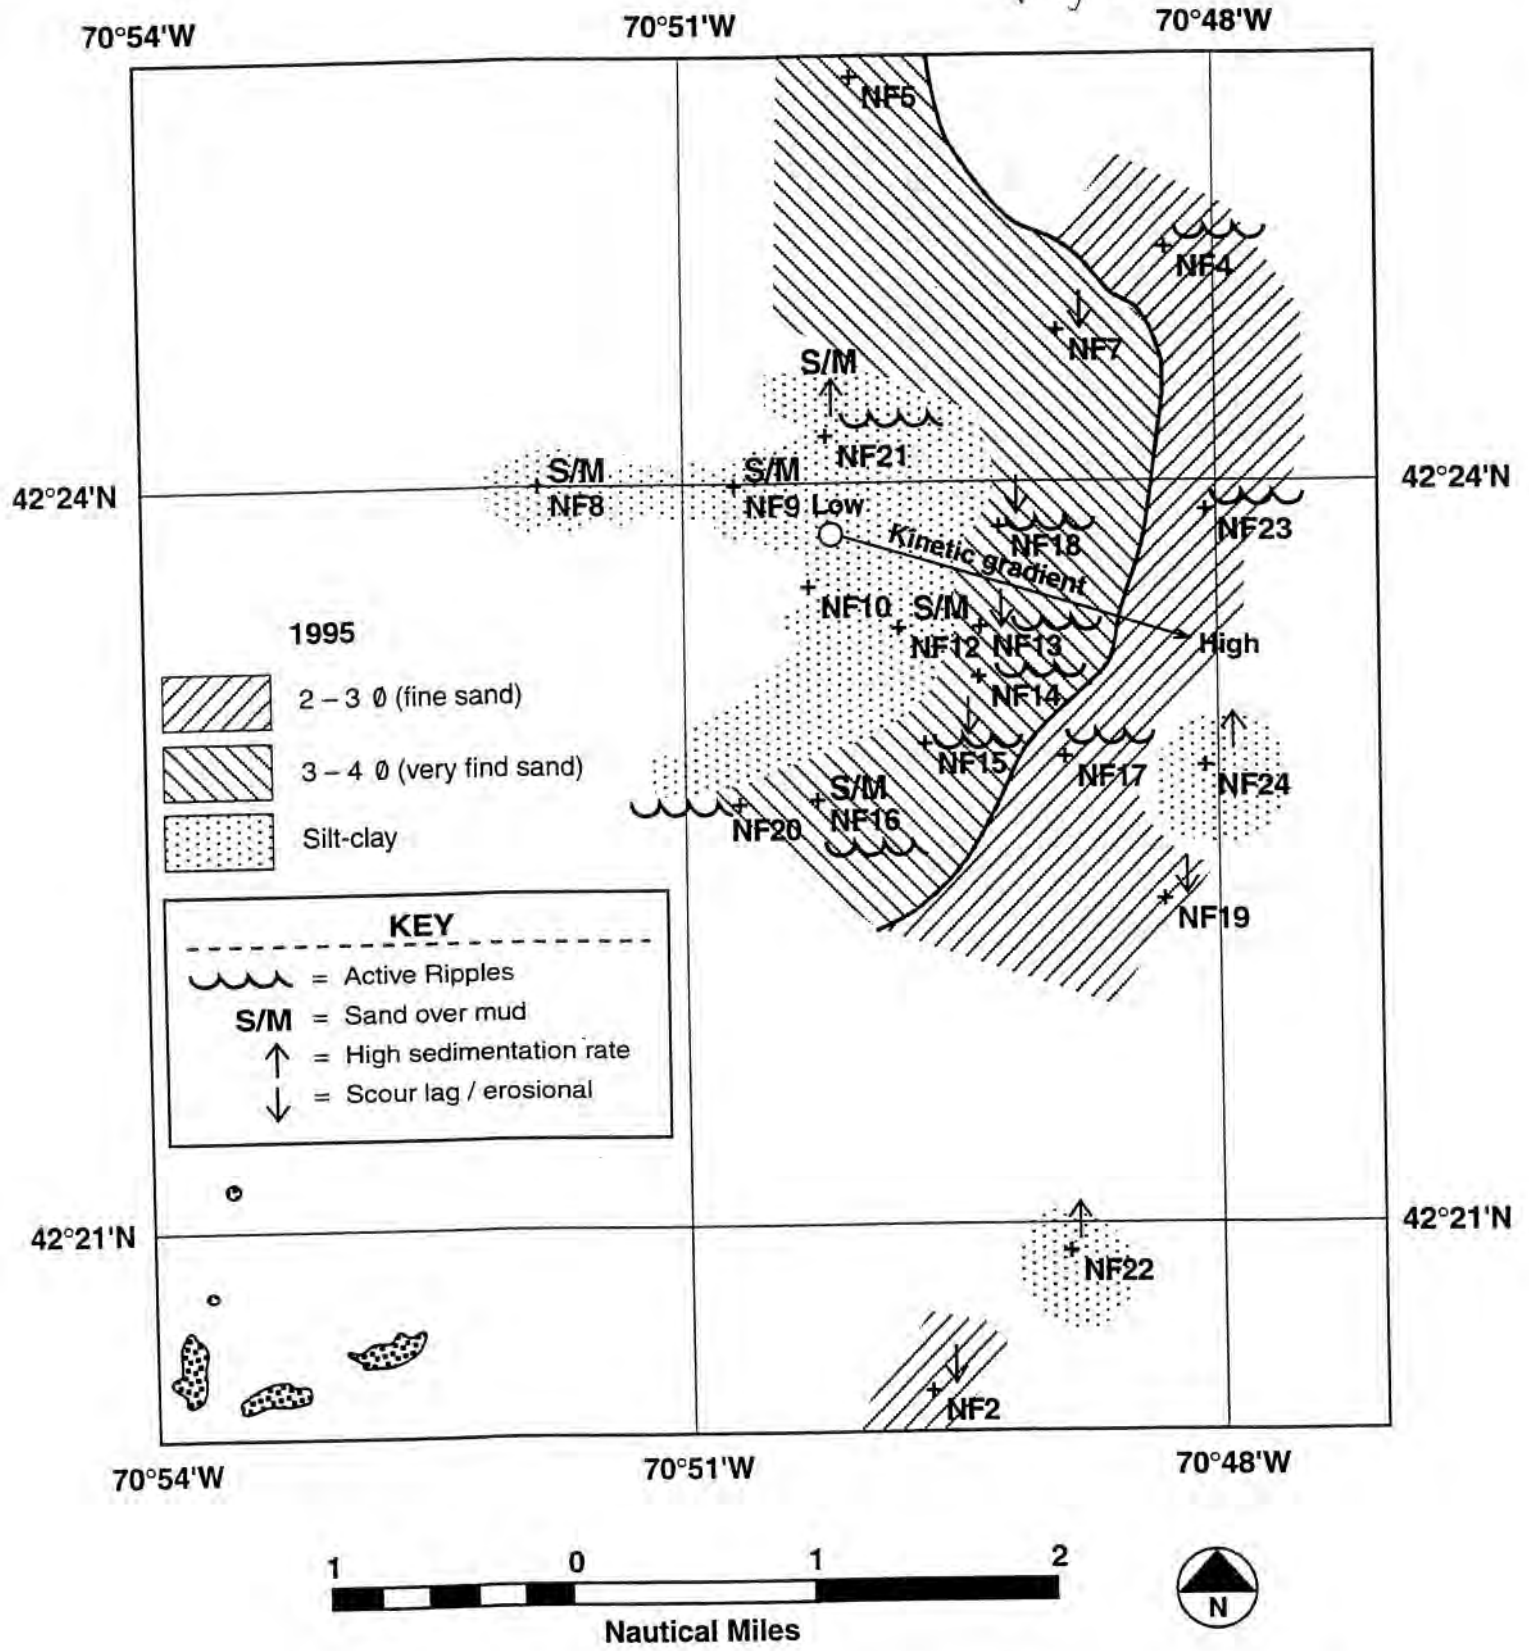 70°54'W
70°51'W
70°48'W
NF5
NF4
NF7
S/M
NF21
S/M
S/M
42°24'N
42°24'N
NF8
NF9
Low
NF18
NF23
Kinetic gradient
NF10
S/M
NF12
NF13
High
NF14
1995
2 – 3 Ø (fine sand)
3 – 4 Ø (very find sand)
Silt-clay
NF15
NF17
NF24
S/M
NF20
NF16
NF19
KEY
= Active Ripples
S/M = Sand over mud
= High sedimentation rate
= Scour lag / erosional
42°21'N
42°21'N
NF22
NF2
70°54'W
70°51'W
70°48'W
1 0 1 2
Nautical Miles
N